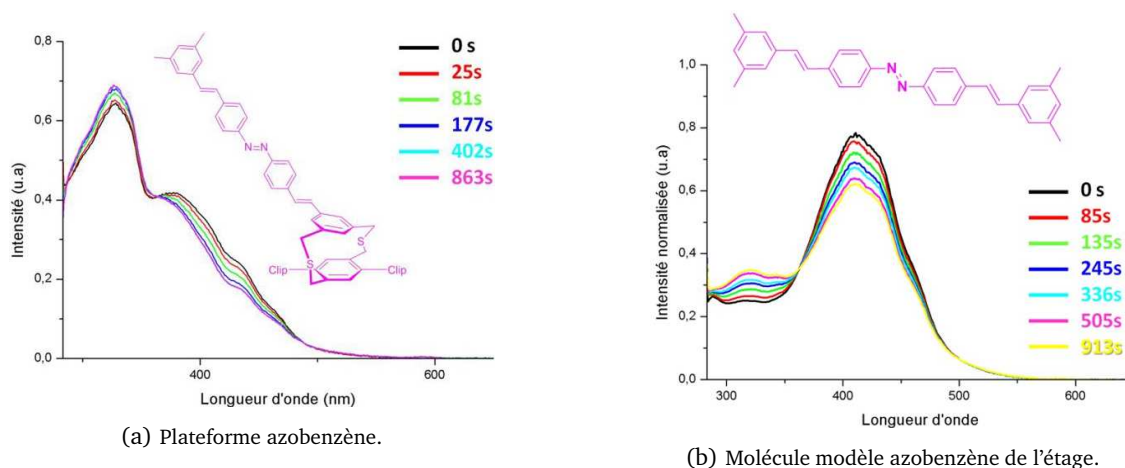 0,8
0,6
0,4
0,2
0,0
Intensité (u.a)
400
600
Longueur d'onde (nm)
0 s
25s
81s
177s
402s
863s
N=N
S
S
Clip
Clip
(a) Plateforme azobenzène.
1,0
0,8
0,6
0,4
0,2
0,0
Intensité normalisée (u.a)
300
400
500
600
Longueur d'onde
N
N
0 s
85s
135s
245s
336s
505s
913s
(b) Molécule modèle azobenzène de l'étage.